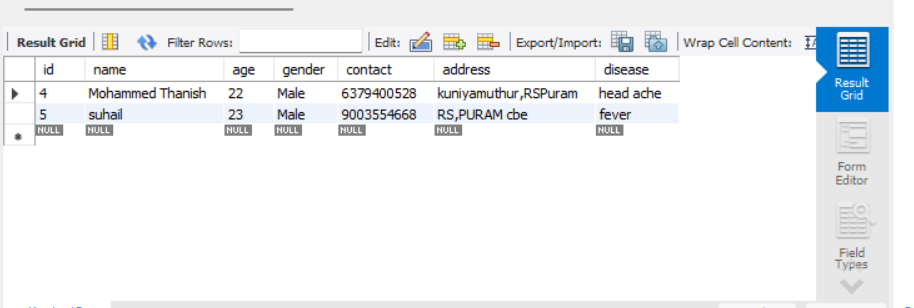 Result Grid Filter Rows: Edit: Export/Import: Wrap Cell Content:
id name age gender contact address disease
4 Mohammed Thanish 22 Male 6379400528 kuniyamuthur,RSPuram head ache
5 suhail 23 Male 9003554668 RS,PURAM cbe fever
NULL NULL NULL NULL NULL NULL NULL
Result
Grid
Form
Editor
Field
Types